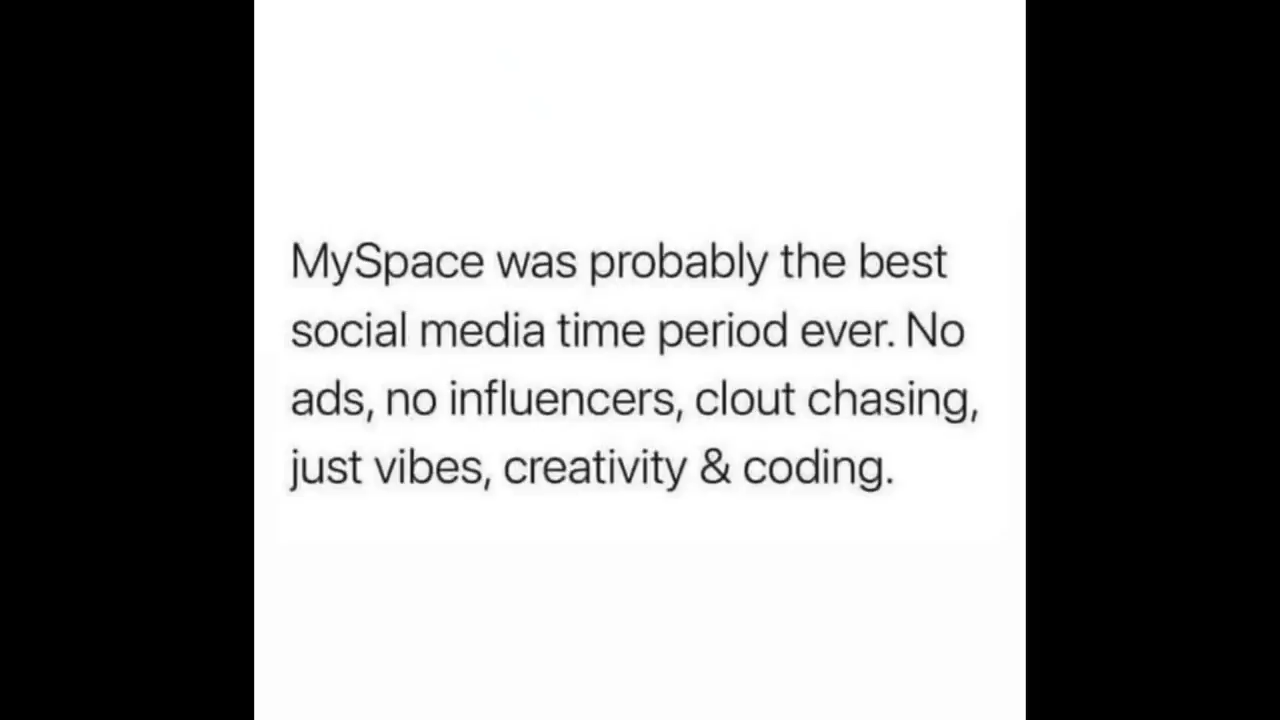 MySpace was probably the best
social media time period ever. No
ads, no influencers, clout chasing,
just vibes, creativity & coding.